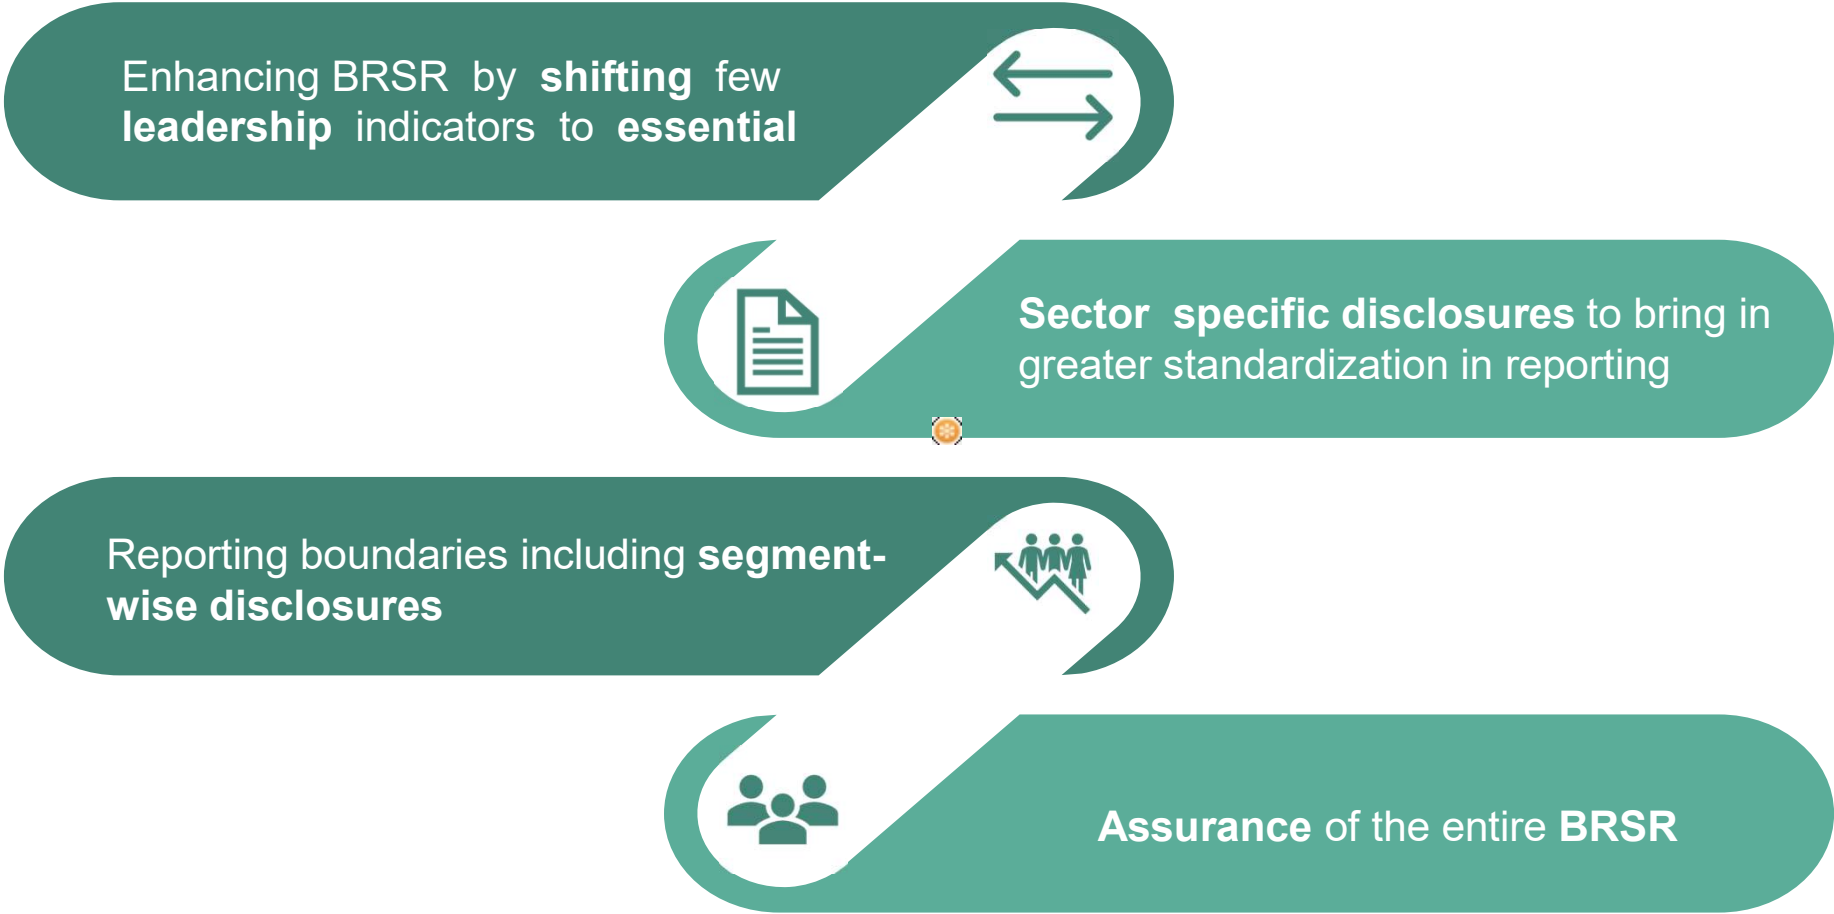 Enhancing BRSR by shifting few
leadership indicators to essential
Sector specific disclosures to bring in
greater standardization in reporting
Reporting boundaries including segment-
wise disclosures
Assurance of the entire BRSR